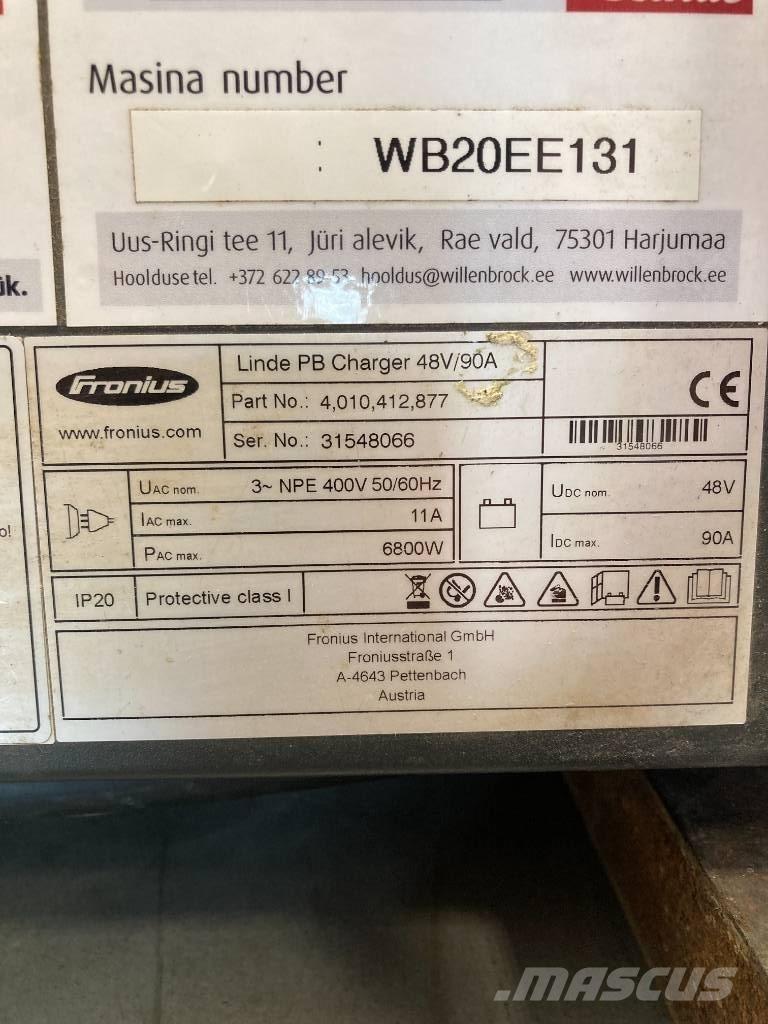 Masina number
: WB20EE131
Uus-Ringi tee 11, Jüri alevik, Rae vald, 75301 Harjumaa
Hoolduse tel. +372 622 89 53 hooldus@willenbrock.ee www.willenbrock.ee
ük.
Fronius
www.fronius.com
Linde PB Charger 48V/90A
Part No.: 4,010,412,877
Ser. No.: 31548066
CE
31548066
UAC nom. 3~ NPE 400V 50/60Hz
IAC max. 11A
PAC max. 6800W
UDC nom. 48V
IDC max. 90A
o!
IP20
Protective class I
Fronius International GmbH
Froniusstraße 1
A-4643 Pettenbach
Austria
MASCUS